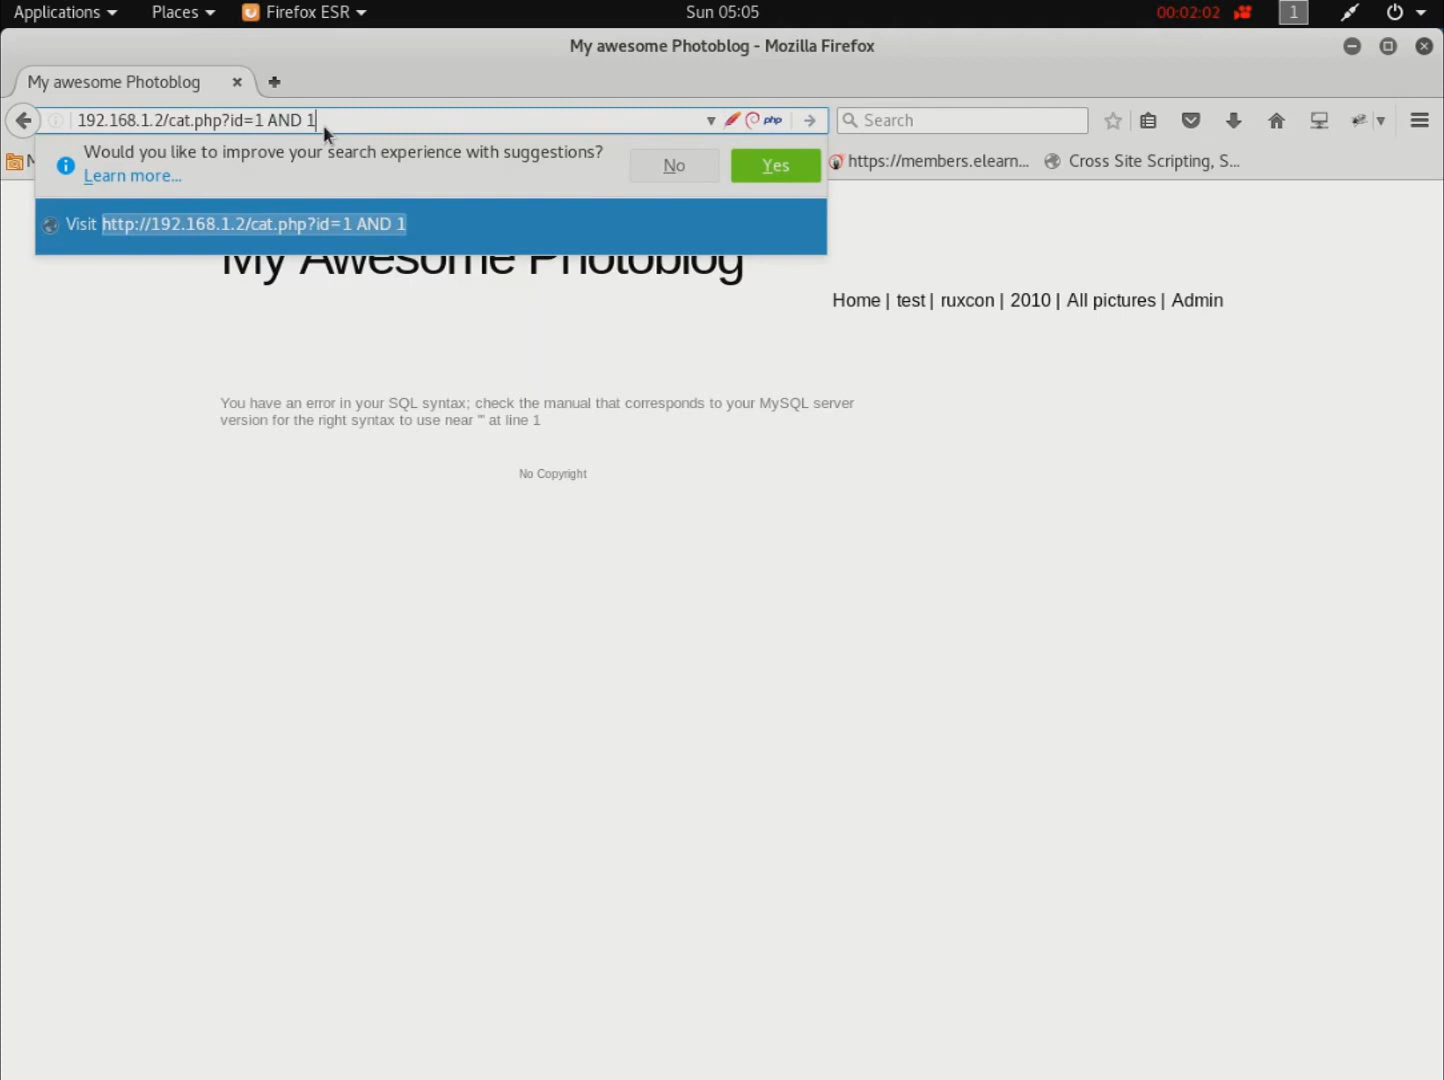 Applications Places Firefox ESR Sun 05:05 00:02:02 1
My awesome Photoblog - Mozilla Firefox
My awesome Photoblog
192.168.1.2/cat.php?id=1 AND 1 php Search
Would you like to improve your search experience with suggestions?
Learn more...
No Yes
https://members.elearn... Cross Site Scripting, S...
Visit http://192.168.1.2/cat.php?id=1 AND 1
My Awesome Photoblog
Home | test | ruxcon | 2010 | All pictures | Admin
You have an error in your SQL syntax; check the manual that corresponds to your MySQL server
version for the right syntax to use near '' at line 1
No Copyright